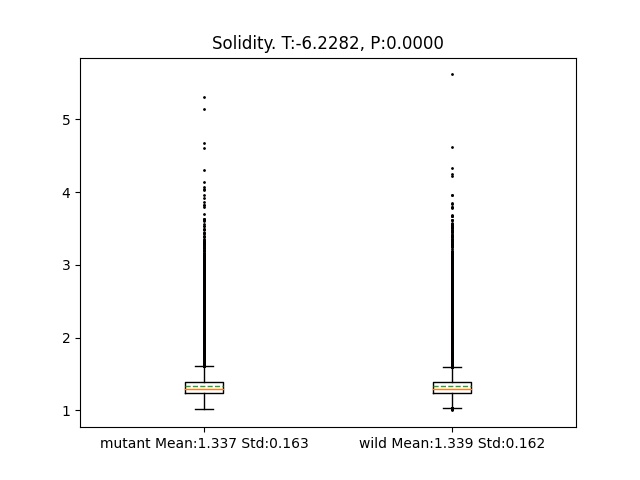 Solidity. T:-6.2282, P:0.0000
5
4
3
2
1
mutant Mean:1.337 Std:0.163
wild Mean:1.339 Std:0.162